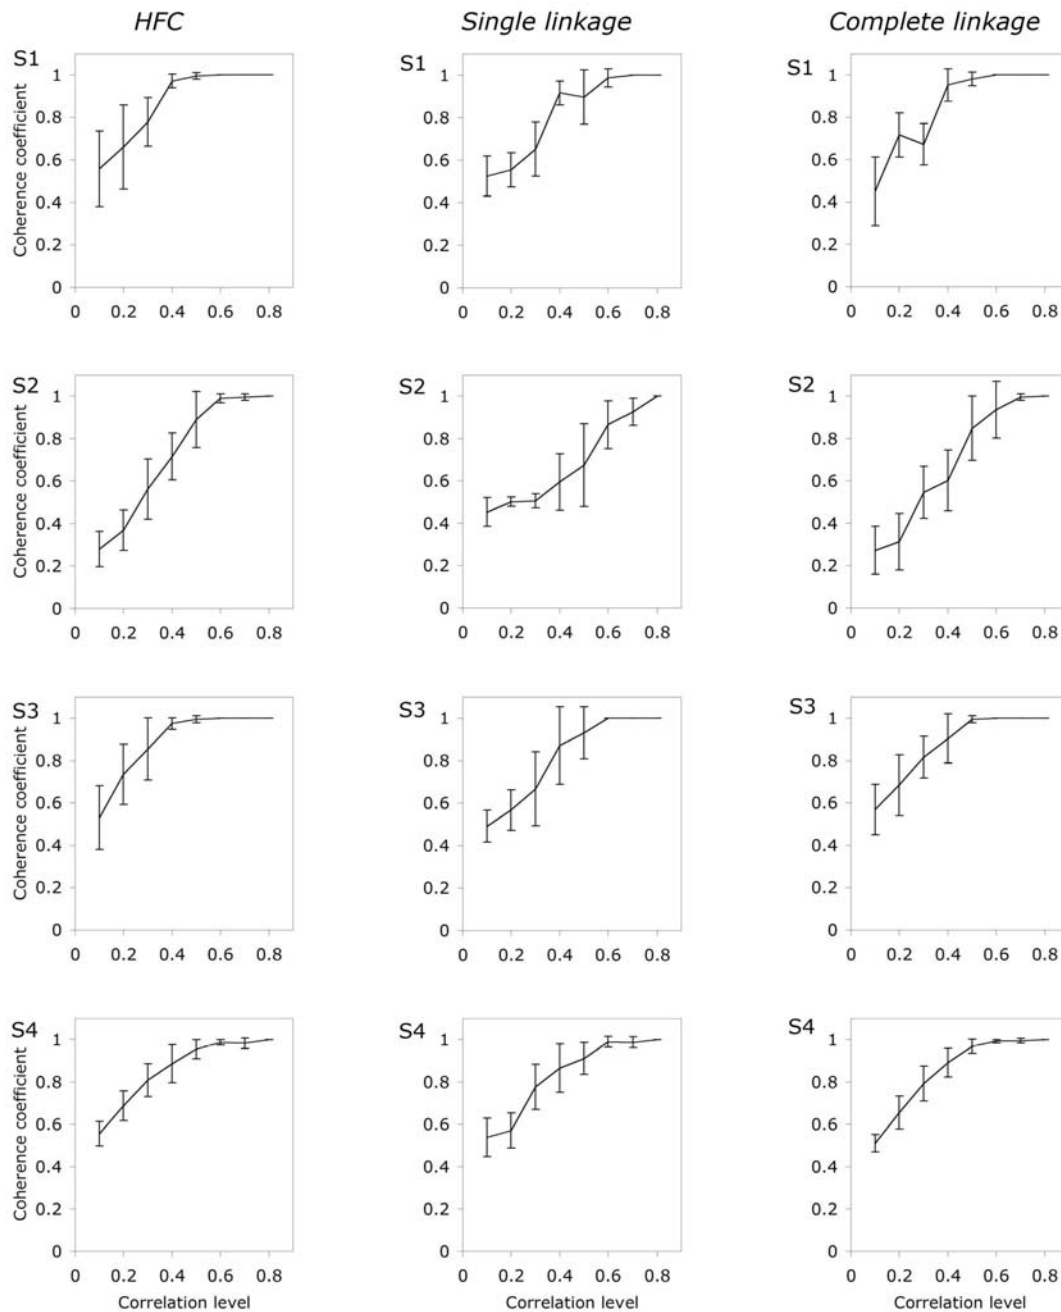 HFC Single linkage Complete linkage
S1 S1 S1
Coherence coefficient
1 1 1
0.8 0.8 0.8
0.6 0.6 0.6
0.4 0.4 0.4
0.2 0.2 0.2
0 0 0
0 0.2 0.4 0.6 0.8 0 0.2 0.4 0.6 0.8 0 0.2 0.4 0.6 0.8
S2 S2 S2
Coherence coefficient
1 1 1
0.8 0.8 0.8
0.6 0.6 0.6
0.4 0.4 0.4
0.2 0.2 0.2
0 0 0
0 0.2 0.4 0.6 0.8 0 0.2 0.4 0.6 0.8 0 0.2 0.4 0.6 0.8
S3 S3 S3
Coherence coefficient
1 1 1
0.8 0.8 0.8
0.6 0.6 0.6
0.4 0.4 0.4
0.2 0.2 0.2
0 0 0
0 0.2 0.4 0.6 0.8 0 0.2 0.4 0.6 0.8 0 0.2 0.4 0.6 0.8
S4 S4 S4
Coherence coefficient
1 1 1
0.8 0.8 0.8
0.6 0.6 0.6
0.4 0.4 0.4
0.2 0.2 0.2
0 0 0
0 0.2 0.4 0.6 0.8 0 0.2 0.4 0.6 0.8 0 0.2 0.4 0.6 0.8
Correlation level Correlation level Correlation level